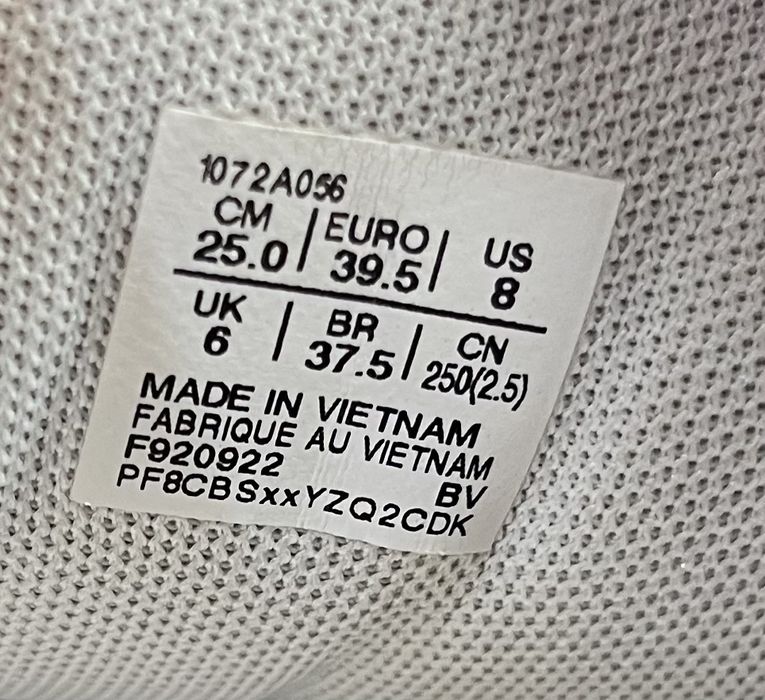 1072A056
CM | EURO | US
25.0 | 39.5 | 8
UK | BR | CN
6 | 37.5 | 250(2.5)
MADE IN VIETNAM
FABRIQUE AU VIETNAM
F920922 BV
PF8CBSxxYZQ2CDK